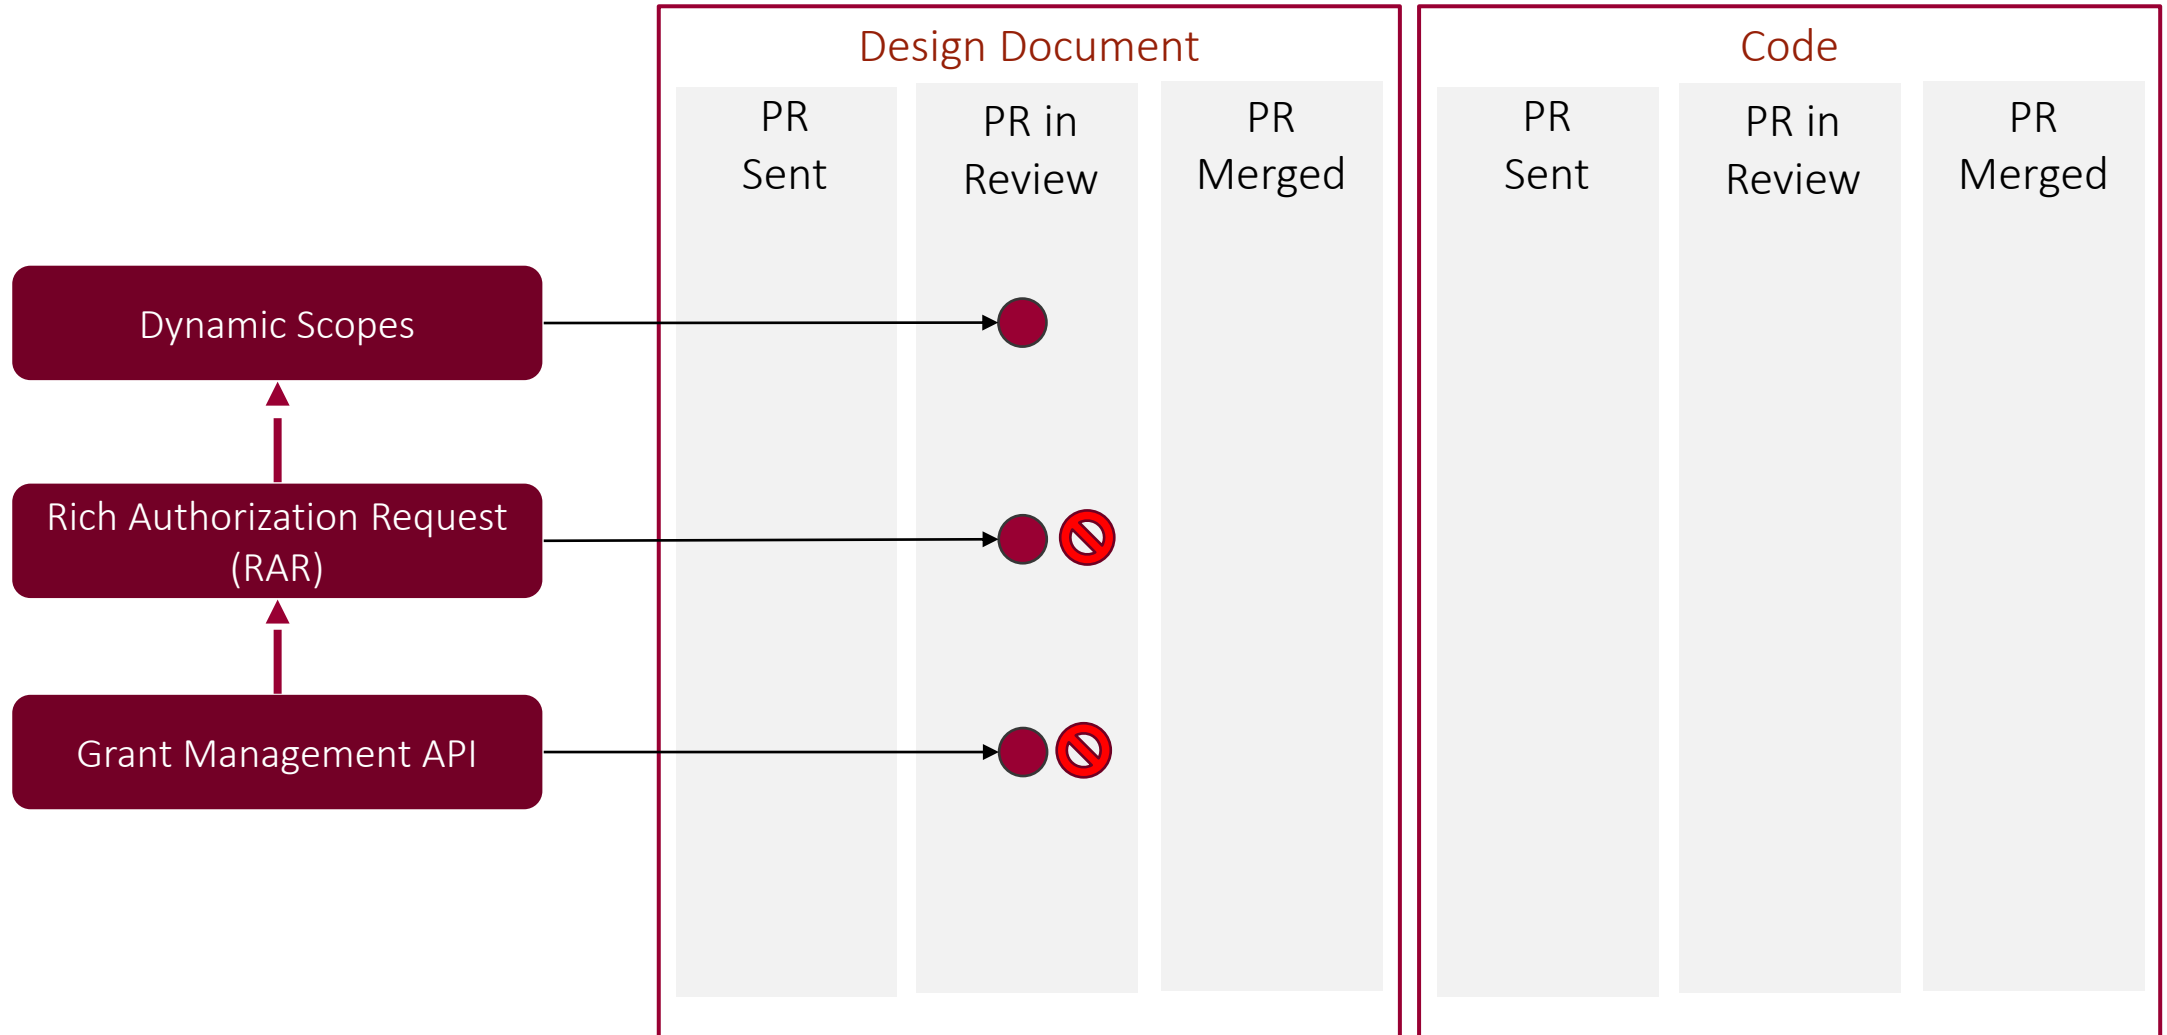 Design Document
Code
PR
Sent
PR in
Review
PR
Merged
PR
Sent
PR in
Review
PR
Merged
Dynamic Scopes
Rich Authorization Request
(RAR)
Grant Management API